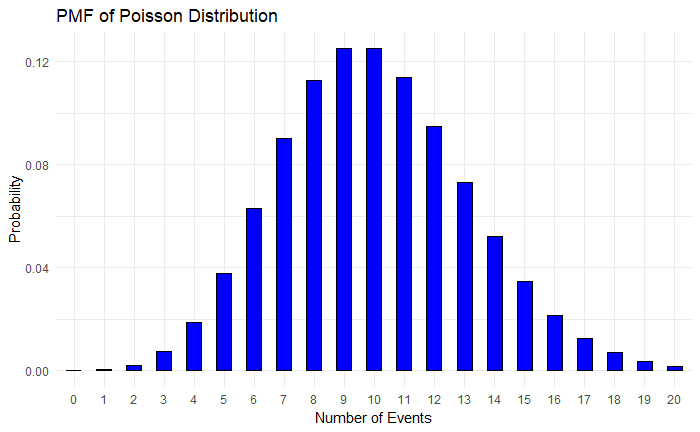 PMF of Poisson Distribution
Probability
0.12
0.08
0.04
0.00
0 1 2 3 4 5 6 7 8 9 10 11 12 13 14 15 16 17 18 19 20
Number of Events